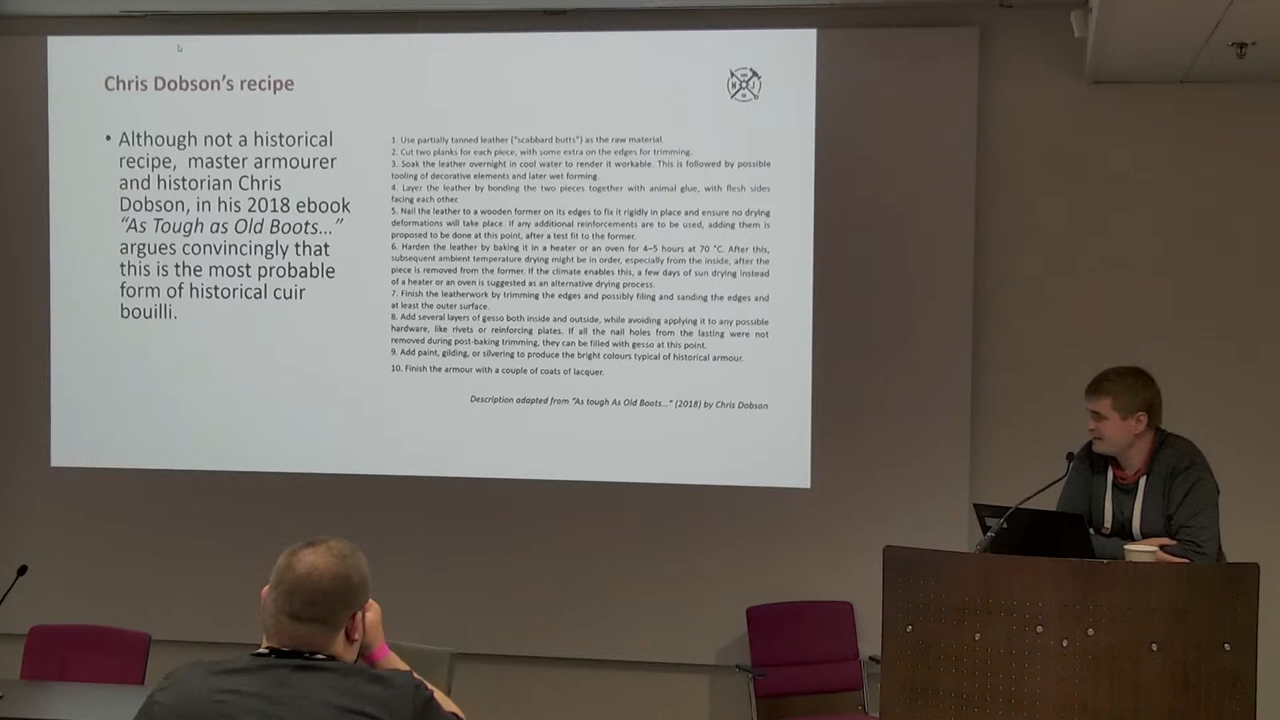 Chris Dobson's recipe
• Although not a historical
recipe, master armourer
and historian Chris
Dobson, in his 2018 ebook
"As Tough as Old Boots..."
argues convincingly that
this is the most probable
form of historical cuir
bouilli.
1. Use partially tanned leather ("scabbard butts") as the raw material.
2. Cut two planks for each piece, with some extra on the edges for trimming.
3. Soak the leather overnight in cool water to render it workable. This is followed by possible
tooling of decorative elements and later wet forming.
4. Layer the leather by bonding the two pieces together with animal glue, with flesh sides
facing each other.
5. Nail the leather to a wooden former on its edges to fix it rigidly in place and ensure no drying
deformations will take place. If any additional reinforcements are to be used, adding them is
proposed to be done at this point, after a test fit to the former.
6. Harden the leather by baking it in a heater or an oven for 4–5 hours at 70 °C. After this,
subsequent ambient temperature drying might be in order, especially from the inside, after the
piece is removed from the former. If the climate enables this, a few days of sun drying instead
of a heater or an oven is suggested as an alternative drying process.
7. Finish the leatherwork by trimming the edges and possibly filing and sanding the edges and
at least the outer surface.
8. Add several layers of gesso both inside and outside, while avoiding applying it to any possible
hardware, like rivets or reinforcing plates. If all the nail holes from the lasting were not
removed during post-baking trimming, they can be filled with gesso at this point.
9. Add paint, gilding, or silvering to produce the bright colours typical of historical armour.
10. Finish the armour with a couple of coats of lacquer.
Description adapted from "As tough As Old Boots..." (2018) by Chris Dobson